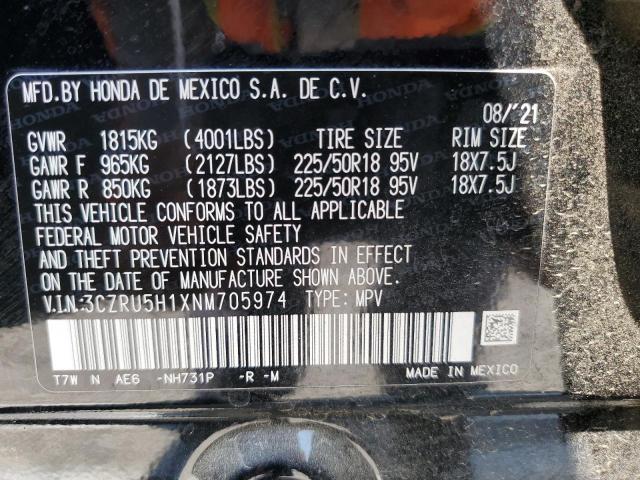 MFD.BY HONDA DE MEXICO S.A. DE C.V.
08/'21
GVWR 1815KG (4001LBS) TIRE SIZE RIM SIZE
GAWR F 965KG (2127LBS) 225/50R18 95V 18X7.5J
GAWR R 850KG (1873LBS) 225/50R18 95V 18X7.5J
THIS VEHICLE CONFORMS TO ALL APPLICABLE
FEDERAL MOTOR VEHICLE SAFETY
AND THEFT PREVENTION STANDARDS IN EFFECT
ON THE DATE OF MANUFACTURE SHOWN ABOVE.
V.I.N:3CZRU5H1XNM705974 TYPE: MPV
T7W N AE6 -NH731P -R -M MADE IN MEXICO